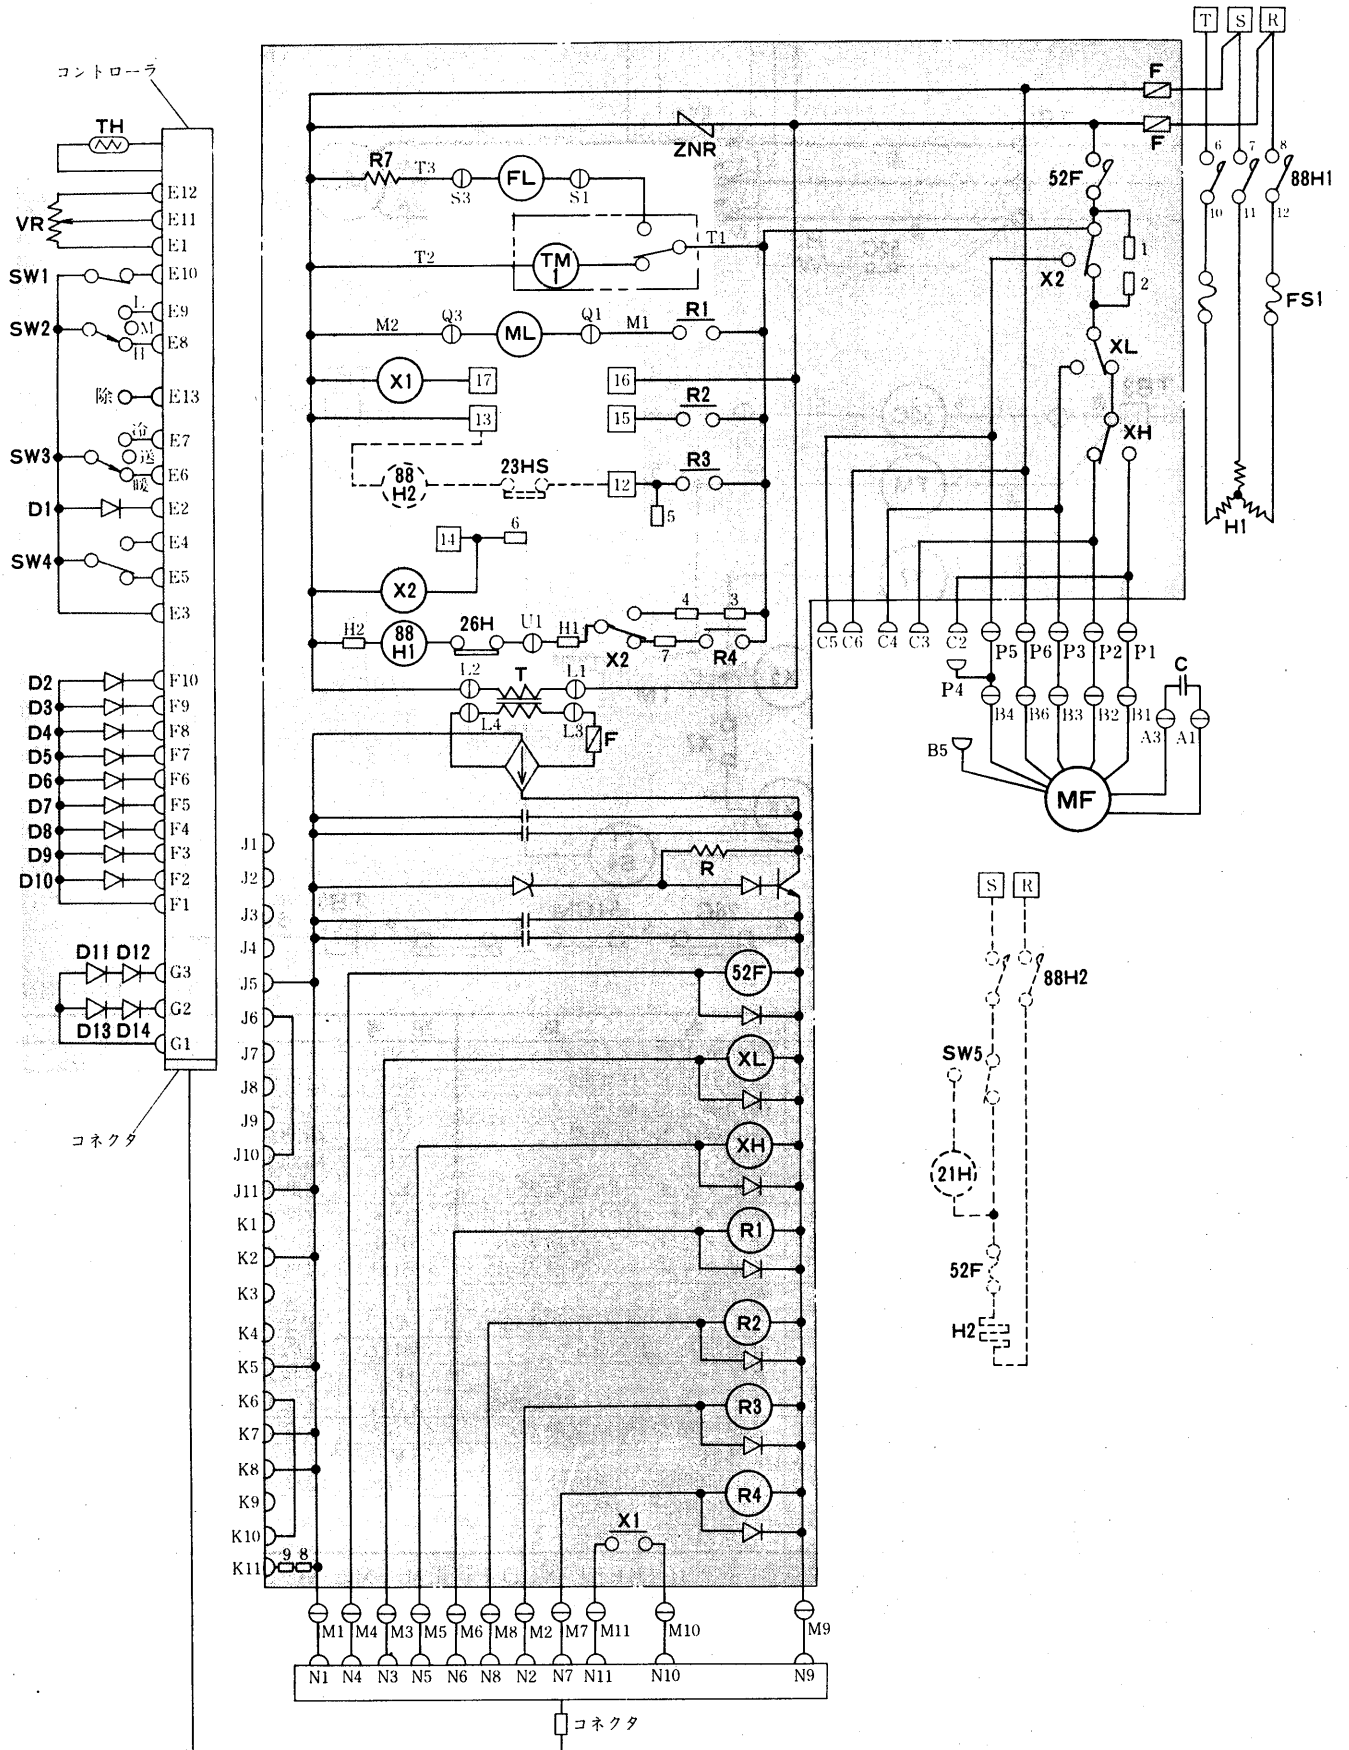 T S R
コントローラ
F
TH
ZNR
F
6 7 8
R7 T3 S3 FL S1
52F
88H1
E12
VR E11
E1
10 11 12
T2 TM1 T1
X2
1
2
FS1
SW1 E10
L E9
SW2 M
H E8
M2 Q3 ML Q1 M1 R1
XL
X1 17 16
除 E13
13 15 R2
冷 E7
SW3 送
暖 E6
XH
88H2 23HS 12 R3
5
D1 E2
E4
SW4 E5
E3
14 6
H1
X2
4 3
H2 88H1 26H U1 H1 X2 7 R4
C5 C6 C4 C3 C2
P5 P6 P3 P2 P1
P4
C
L2 T L1
L4 L3 F
B4 B6 B3 B2 B1 A3 A1
B5
MF
D2 F10
D3 F9
D4 F8
D5 F7
D6 F6
D7 F5
D8 F4
D9 F3
D10 F2
F1
D11 D12 G3
G2
D13 D14
G1
コネクタ
J1
J2
J3
J4
J5
J6
J7
J8
J9
J10
J11
K1
K2
K3
K4
K5
K6
K7
K8
K9
K10
K11 9 8
R
52F
XL
XH
R1
R2
R3
R4
X1
S R
88H2
SW5
21H
52F
H2
M1 M4 M3 M5 M6 M8 M2 M7 M11 M10 M9
N1 N4 N3 N5 N6 N8 N2 N7 N11 N10 N9
コネクタ